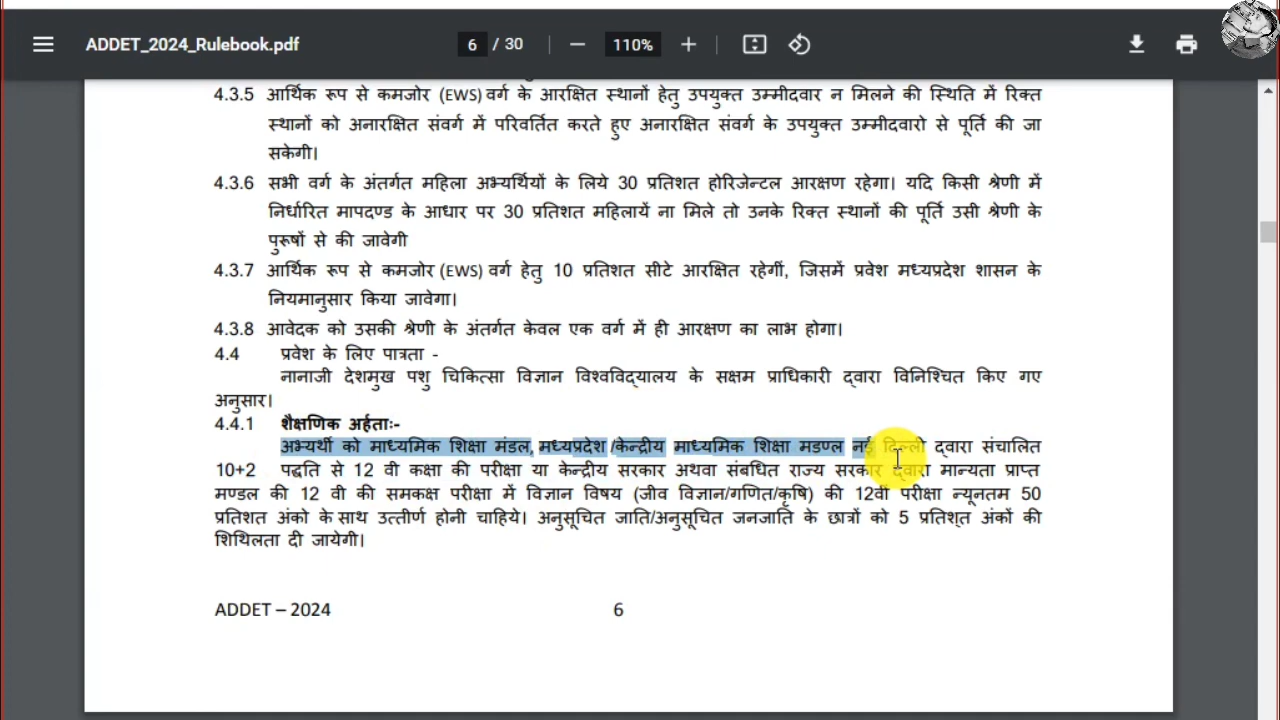 ADDET_2024_Rulebook.pdf
6 / 30
110%
4.3.5 आर्थिक रूप से कमजोर (EWS) वर्ग के आरक्षित स्थानों हेतु उपयुक्त उम्मीदवार न मिलने की स्थिति में रिक्त
स्थानों को अनारक्षित संवर्ग में परिवर्तित करते हुए अनारक्षित संवर्ग के उपयुक्त उम्मीदवारो से पूर्ति की जा
सकेगी।
4.3.6 सभी वर्ग के अंतर्गत महिला अभ्यर्थियों के लिये 30 प्रतिशत होरिजेन्टल आरक्षण रहेगा। यदि किसी श्रेणी में
निर्धारित मापदण्ड के आधार पर 30 प्रतिशत महिलायें ना मिले तो उनके रिक्त स्थानों की पूर्ति उसी श्रेणी के
पुरूषों से की जावेगी
4.3.7 आर्थिक रूप से कमजोर (EWS) वर्ग हेतु 10 प्रतिशत सीटे आरक्षित रहेगीं, जिसमें प्रवेश मध्यप्रदेश शासन के
नियमानुसार किया जावेगा।
4.3.8 आवेदक को उसकी श्रेणी के अंतर्गत केवल एक वर्ग में ही आरक्षण का लाभ होगा।
4.4 प्रवेश के लिए पात्रता -
नानाजी देशमुख पशु चिकित्सा विज्ञान विश्वविद्यालय के सक्षम प्राधिकारी द्वारा विनिश्चित किए गए
अनुसार।
4.4.1 शैक्षणिक अर्हताः-
अभ्यर्थी को माध्यमिक शिक्षा मंडल, मध्यप्रदेश /केन्द्रीय माध्यमिक शिक्षा मडण्ल नई दिल्ली द्वारा संचालित
10+2 पद्धति से 12 वी कक्षा की परीक्षा या केन्द्रीय सरकार अथवा संबधित राज्य सरकार द्वारा मान्यता प्राप्त
मण्डल की 12 वी की समकक्ष परीक्षा में विज्ञान विषय (जीव विज्ञान/गणित/कृषि) की 12वीं परीक्षा न्यूनतम 50
प्रतिशत अंको के साथ उत्तीर्ण होनी चाहिये। अनुसूचित जाति/अनुसूचित जनजाति के छात्रों को 5 प्रतिश्त अंकों की
शिथिलता दी जायेगी।
ADDET – 2024 6